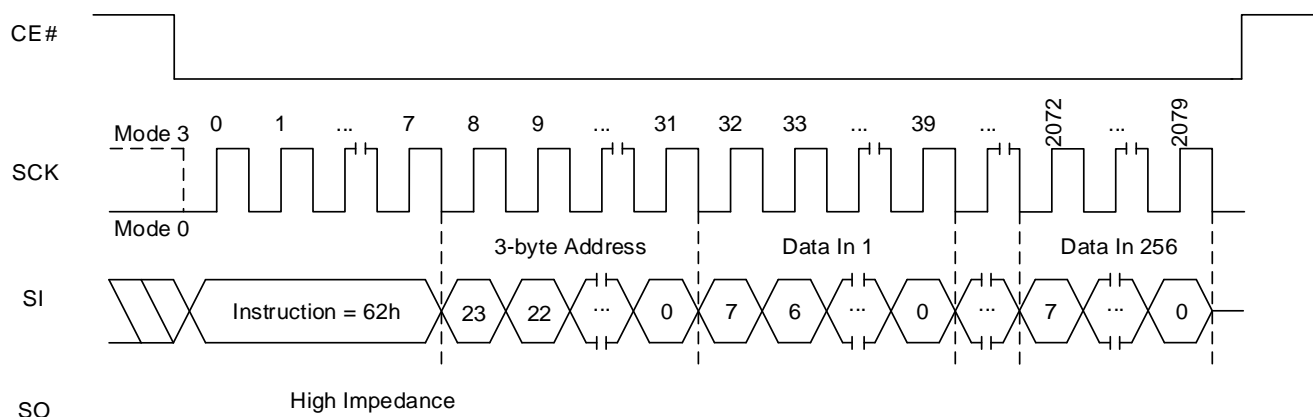 CE#
Mode 3
0 1 ... 7 8 9 ... 31 32 33 ... 39 ... 2072 ... 2079
SCK
Mode 0
3-byte Address Data In 1 Data In 256
SI
Instruction = 62h 23 22 ... 0 7 6 ... 0 ... 7 ... 0
High Impedance
SO